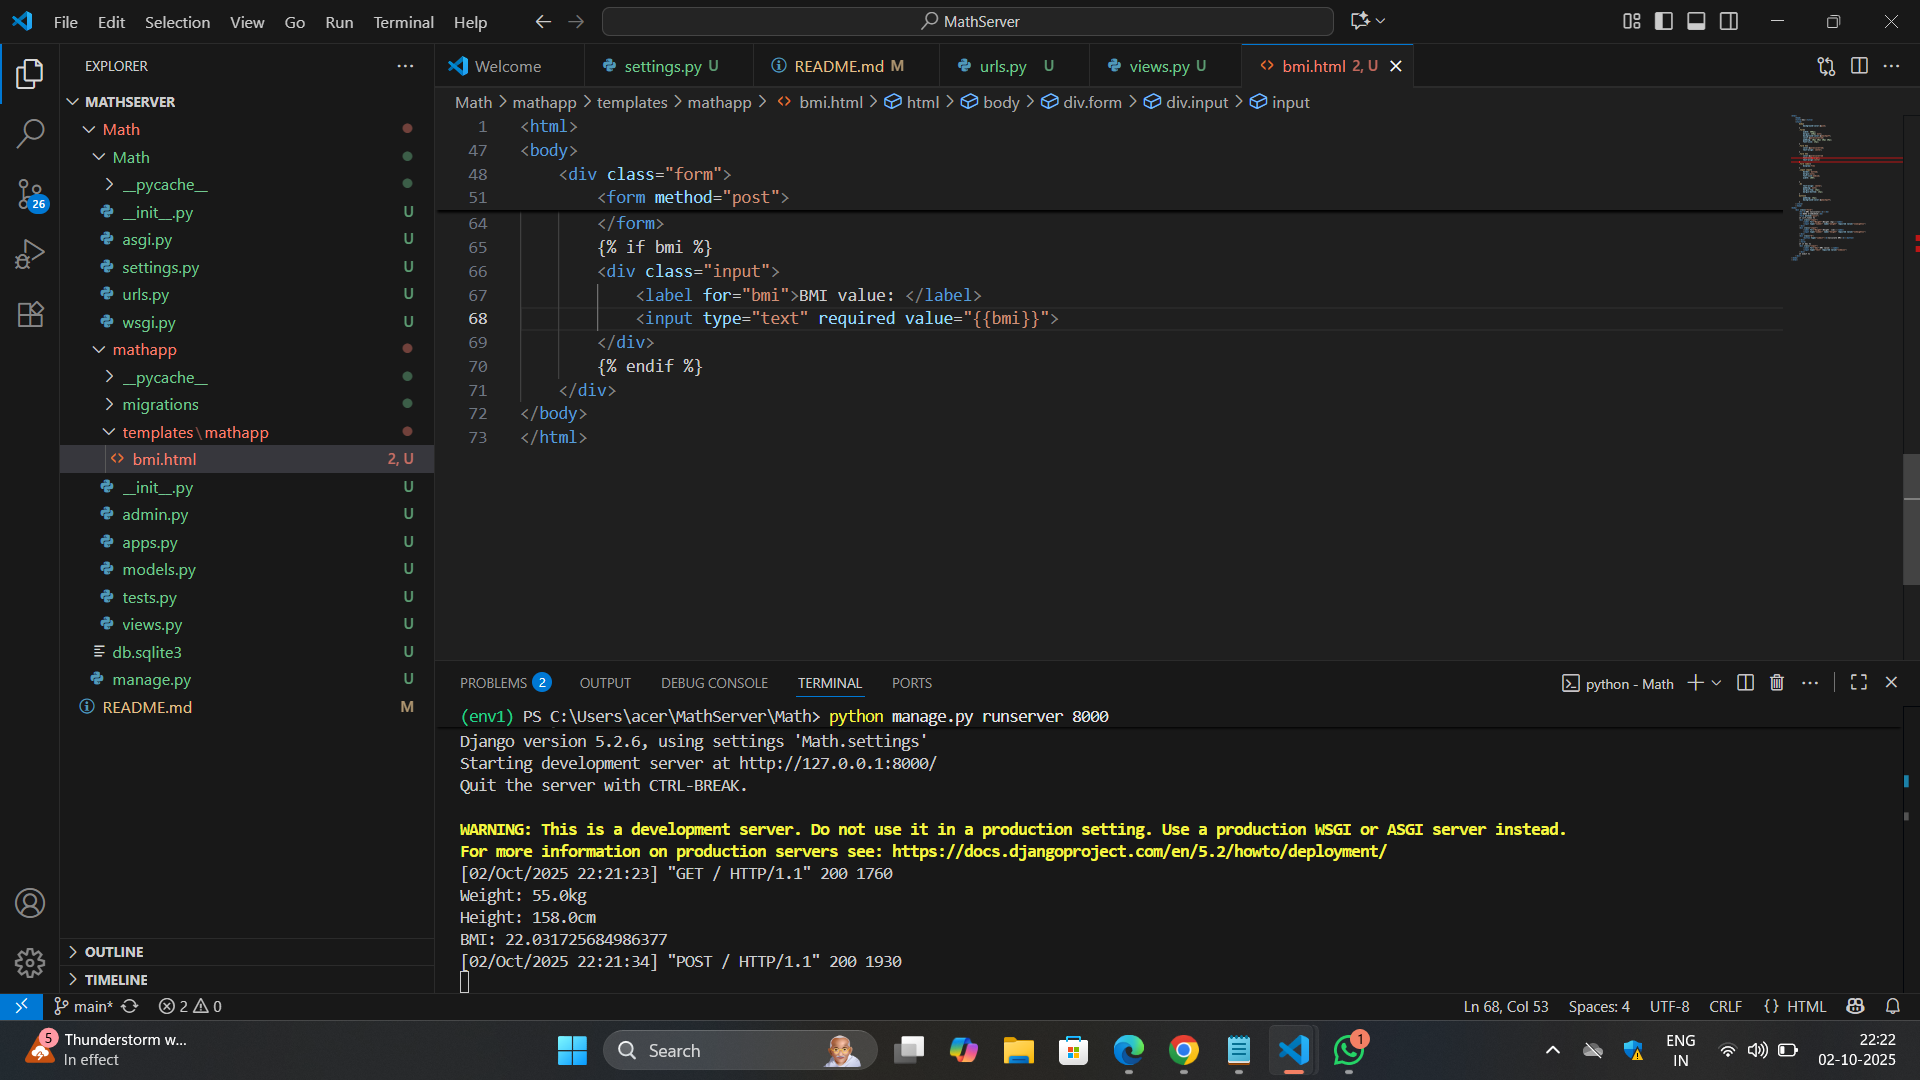 File Edit Selection View Go Run Terminal Help
MathServer
EXPLORER
MATHSERVER
Math
Math
__pycache__
__init__.py U
asgi.py U
settings.py U
urls.py U
wsgi.py U
mathapp
__pycache__
migrations
templates\mathapp
bmi.html 2, U
__init__.py U
admin.py U
apps.py U
models.py U
tests.py U
views.py U
db.sqlite3 U
manage.py U
README.md M
OUTLINE
TIMELINE
26
Welcome settings.py U README.md M urls.py U views.py U bmi.html 2, U
Math > mathapp > templates > mathapp > bmi.html > html > body > div.form > div.input > input
1 <html>
47 <body>
48 <div class="form">
51 <form method="post">
64 </form>
65 {% if bmi %}
66 <div class="input">
67 <label for="bmi">BMI value: </label>
68 <input type="text" required value="{{bmi}}">
69 </div>
70 {% endif %}
71 </div>
72 </body>
73 </html>
PROBLEMS 2 OUTPUT DEBUG CONSOLE TERMINAL PORTS
python - Math
(env1) PS C:\Users\acer\MathServer\Math> python manage.py runserver 8000
Django version 5.2.6, using settings 'Math.settings'
Starting development server at http://127.0.0.1:8000/
Quit the server with CTRL-BREAK.
WARNING: This is a development server. Do not use it in a production setting. Use a production WSGI or ASGI server instead.
For more information on production servers see: https://docs.djangoproject.com/en/5.2/howto/deployment/
[02/Oct/2025 22:21:23] "GET / HTTP/1.1" 200 1760
Weight: 55.0kg
Height: 158.0cm
BMI: 22.031725684986377
[02/Oct/2025 22:21:34] "POST / HTTP/1.1" 200 1930
main* 2 0
Ln 68, Col 53 Spaces: 4 UTF-8 CRLF {} HTML
5 Thunderstorm w...
In effect
Search
1
ENG
IN
22:22
02-10-2025